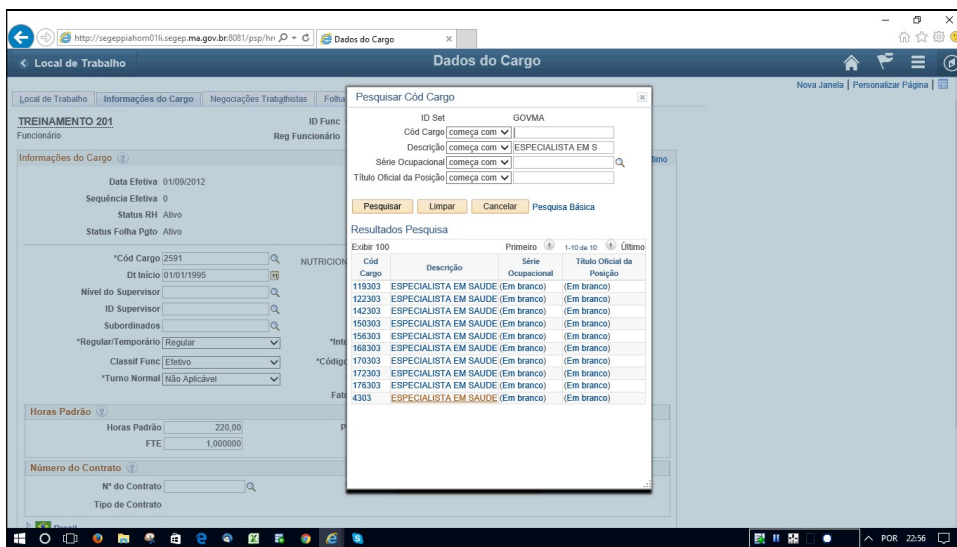 http://segeppiahom01li.segep.ma.gov.br:8081/psp/hri
Dados do Cargo
Local de Trabalho
Dados do Cargo
Nova Janela | Personalizar Página
Local de Trabalho Informações do Cargo Negociações Trabalhistas Folha
TREINAMENTO 201 ID Func
Funcionário Reg Funcionário
Informações do Cargo
Data Efetiva 01/09/2012
Sequência Efetiva 0
Status RH Ativo
Status Folha Pgto Ativo
*Cód Cargo 2591 NUTRICION
Dt Início 01/01/1995
Nível do Supervisor
ID Supervisor
Subordinados
*Regular/Temporário Regular *Inte
Classif Func Efetivo *Código
*Turno Normal Não Aplicável
Fato
Horas Padrão
Horas Padrão 220,00 P
FTE 1,000000
Número do Contrato
Nº do Contrato
Tipo de Contrato
Brasil
Pesquisar Cód Cargo
ID Set GOVMA
Cód Cargo começa com
Descrição começa com ESPECIALISTA EM S
Série Ocupacional começa com
Título Oficial da Posição começa com
Pesquisar Limpar Cancelar Pesquisa Básica
Resultados Pesquisa
Exibir 100 Primeiro 1-10 de 10 Último
Cód Cargo Descrição Série Ocupacional Título Oficial da Posição
119303 ESPECIALISTA EM SAUDE (Em branco) (Em branco)
122303 ESPECIALISTA EM SAUDE (Em branco) (Em branco)
142303 ESPECIALISTA EM SAUDE (Em branco) (Em branco)
150303 ESPECIALISTA EM SAUDE (Em branco) (Em branco)
156303 ESPECIALISTA EM SAUDE (Em branco) (Em branco)
168303 ESPECIALISTA EM SAUDE (Em branco) (Em branco)
170303 ESPECIALISTA EM SAUDE (Em branco) (Em branco)
172303 ESPECIALISTA EM SAUDE (Em branco) (Em branco)
176303 ESPECIALISTA EM SAUDE (Em branco) (Em branco)
4303 ESPECIALISTA EM SAUDE (Em branco) (Em branco)
POR 22:56